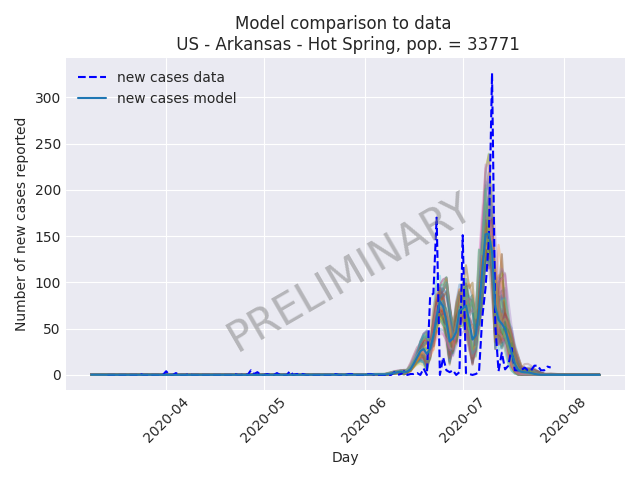 Model comparison to data
US - Arkansas - Hot Spring, pop. = 33771
new cases data
new cases model
300
250
200
150
100
50
0
Number of new cases reported
PRELIMINARY
2020-04
2020-05
2020-06
2020-07
2020-08
Day